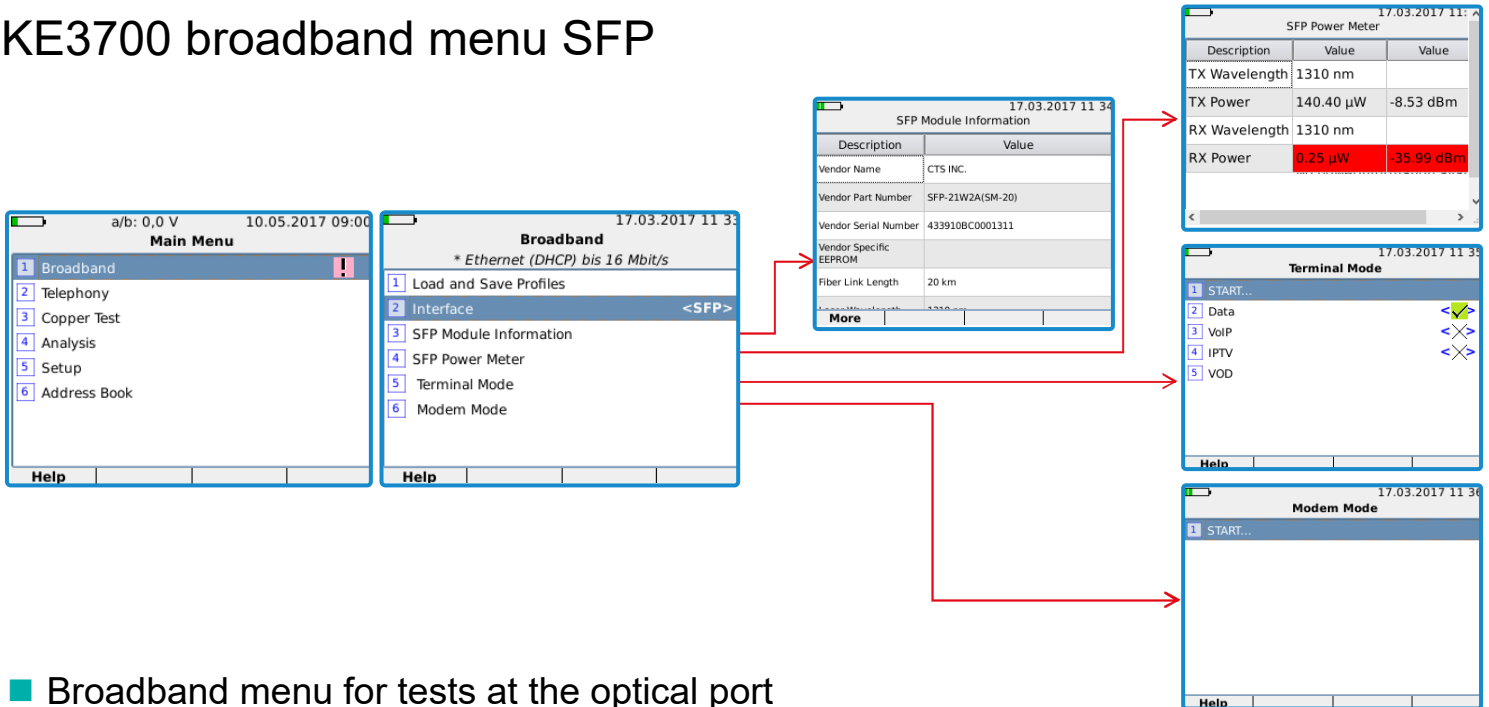 KE3700 broadband menu SFP
a/b: 0,0 V 10.05.2017 09:00
Main Menu
1 Broadband !
2 Telephony
3 Copper Test
4 Analysis
5 Setup
6 Address Book
Help
17.03.2017 11 33
Broadband
* Ethernet (DHCP) bis 16 Mbit/s
1 Load and Save Profiles
2 Interface <SFP>
3 SFP Module Information
4 SFP Power Meter
5 Terminal Mode
6 Modem Mode
Help
17.03.2017 11 34
SFP Module Information
Description Value
Vendor Name CTS INC.
Vendor Part Number SFP-21W2A(SM-20)
Vendor Serial Number 433910BC0001311
Vendor Specific
EEPROM
Fiber Link Length 20 km
More
17.03.2017 11:
SFP Power Meter
Description Value Value
TX Wavelength 1310 nm
TX Power 140.40 µW -8.53 dBm
RX Wavelength 1310 nm
RX Power 0.25 µW -35.99 dBm
17.03.2017 11 35
Terminal Mode
1 START...
2 Data < >
3 VoIP < >
4 IPTV < >
5 VOD
Help
17.03.2017 11 36
Modem Mode
1 START...
Help
Broadband menu for tests at the optical port